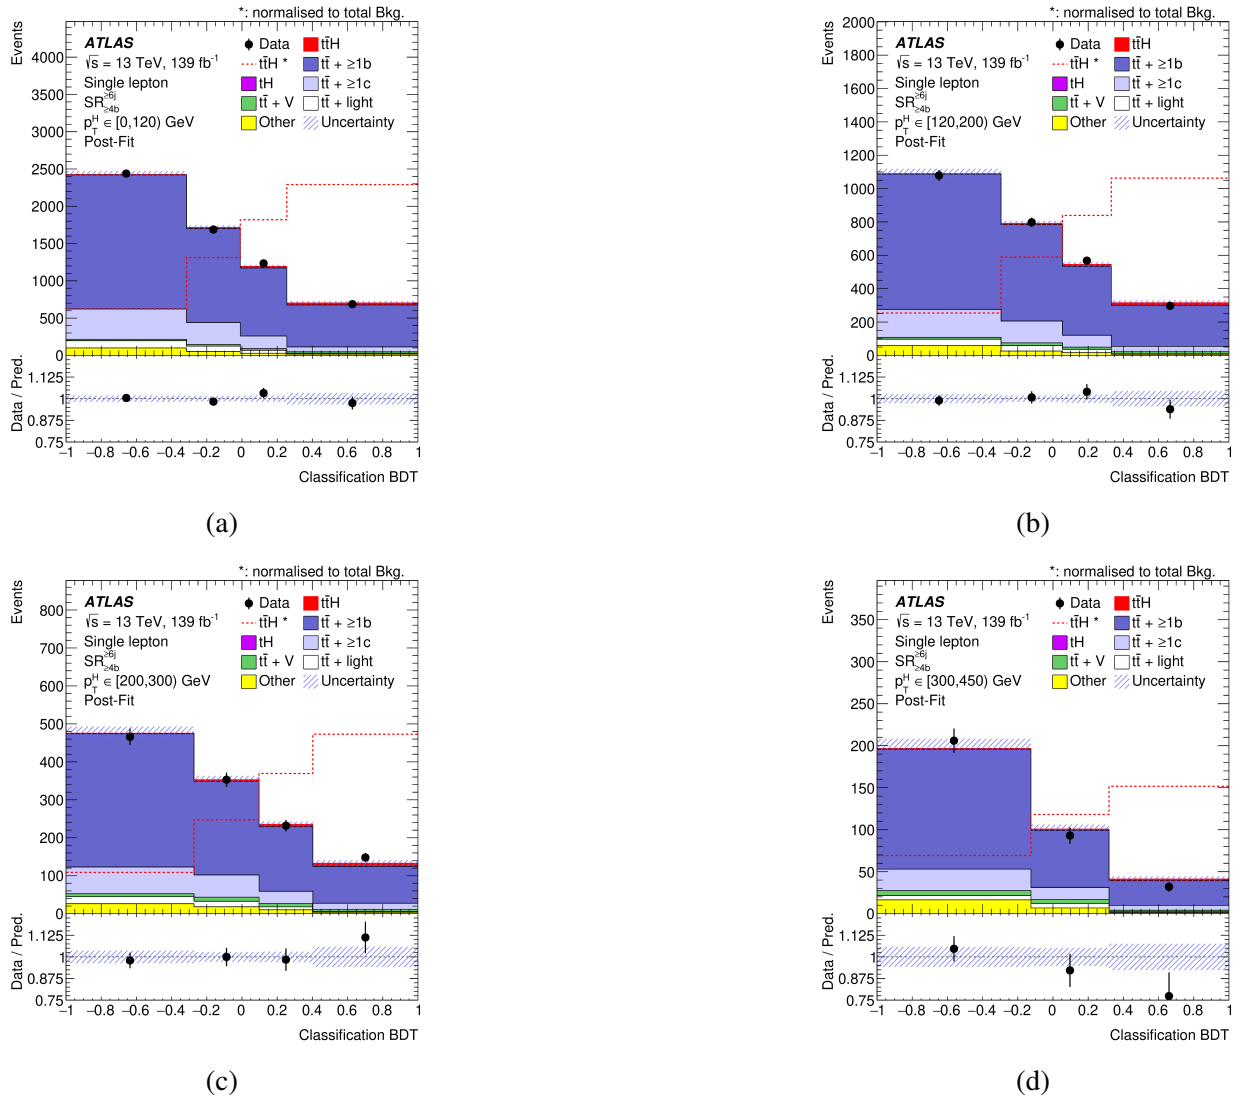 *: normalised to total Bkg.
Events
4000
3500
3000
2500
2000
1500
1000
500
0
ATLAS
√s = 13 TeV, 139 fb⁻¹
Single lepton
SR≥6j≥4b
p_T^H ∈ [0,120) GeV
Post-Fit
Data
tt̄H *
tH
tt̄ + V
Other
tt̄H
tt̄ + ≥1b
tt̄ + ≥1c
tt̄ + light
Uncertainty
Data / Pred.
1.125
1
0.875
0.75
−1 −0.8 −0.6 −0.4 −0.2 0 0.2 0.4 0.6 0.8 1
Classification BDT
(a)
*: normalised to total Bkg.
Events
2000
1800
1600
1400
1200
1000
800
600
400
200
0
ATLAS
√s = 13 TeV, 139 fb⁻¹
Single lepton
SR≥6j≥4b
p_T^H ∈ [120,200) GeV
Post-Fit
Data
tt̄H *
tH
tt̄ + V
Other
tt̄H
tt̄ + ≥1b
tt̄ + ≥1c
tt̄ + light
Uncertainty
Data / Pred.
1.125
1
0.875
0.75
−1 −0.8 −0.6 −0.4 −0.2 0 0.2 0.4 0.6 0.8 1
Classification BDT
(b)
*: normalised to total Bkg.
Events
800
700
600
500
400
300
200
100
0
ATLAS
√s = 13 TeV, 139 fb⁻¹
Single lepton
SR≥6j≥4b
p_T^H ∈ [200,300) GeV
Post-Fit
Data
tt̄H *
tH
tt̄ + V
Other
tt̄H
tt̄ + ≥1b
tt̄ + ≥1c
tt̄ + light
Uncertainty
Data / Pred.
1.125
1
0.875
0.75
−1 −0.8 −0.6 −0.4 −0.2 0 0.2 0.4 0.6 0.8 1
Classification BDT
(c)
*: normalised to total Bkg.
Events
350
300
250
200
150
100
50
0
ATLAS
√s = 13 TeV, 139 fb⁻¹
Single lepton
SR≥6j≥4b
p_T^H ∈ [300,450) GeV
Post-Fit
Data
tt̄H *
tH
tt̄ + V
Other
tt̄H
tt̄ + ≥1b
tt̄ + ≥1c
tt̄ + light
Uncertainty
Data / Pred.
1.125
1
0.875
0.75
−1 −0.8 −0.6 −0.4 −0.2 0 0.2 0.4 0.6 0.8 1
Classification BDT
(d)